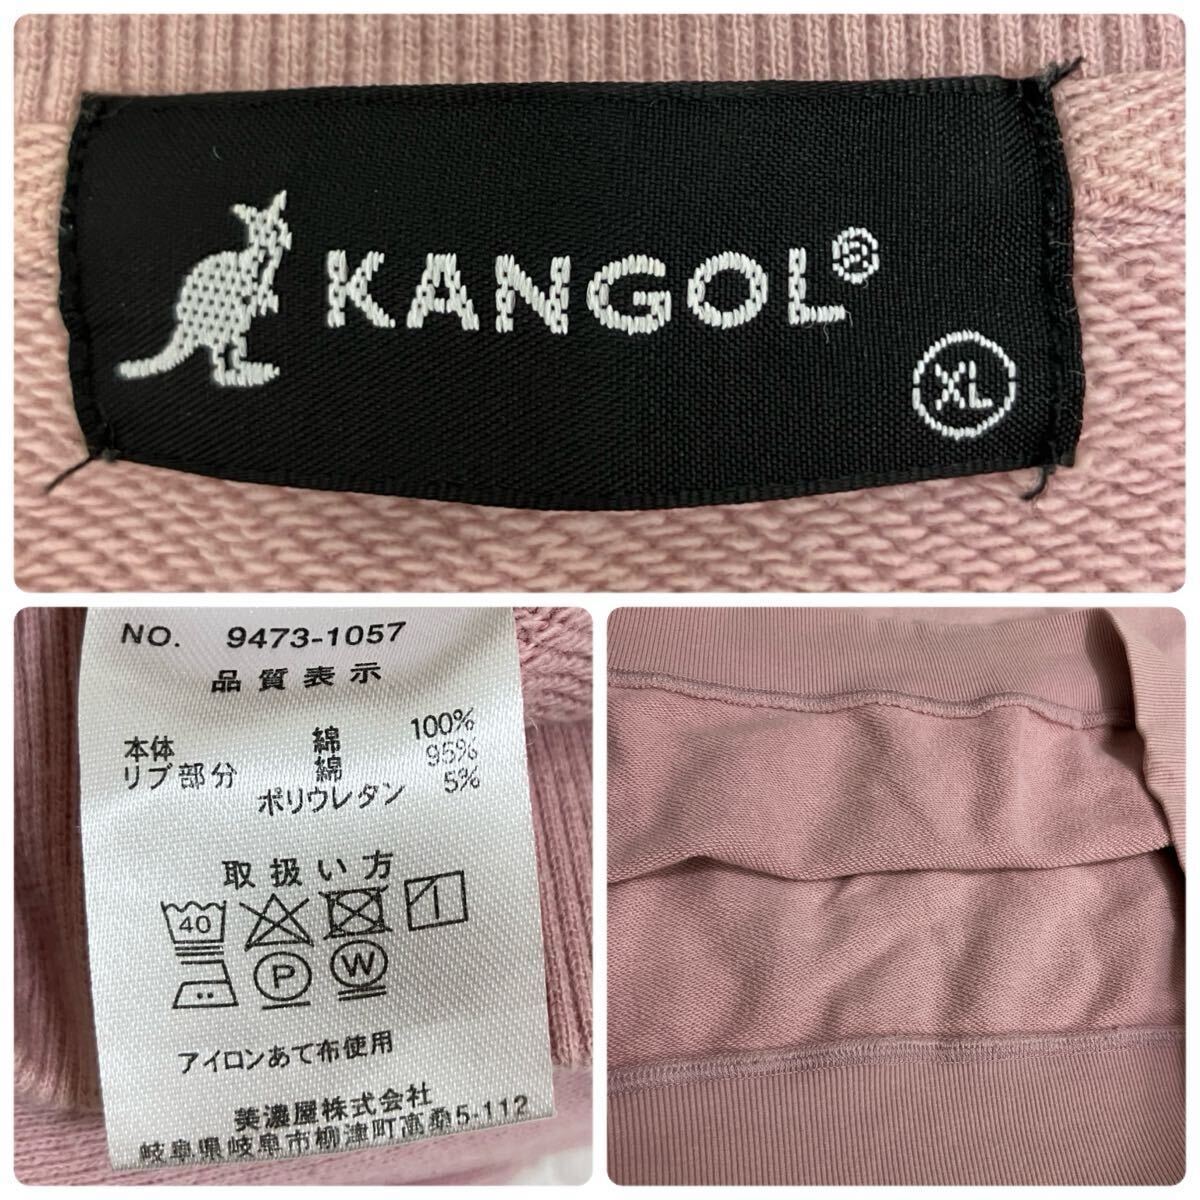 KANGOL®
XL
NO. 9473-1057
品質表示
本体 綿 100%
リブ部分 綿 95%
ポリウレタン 5%
取扱い方
40
P W
アイロンあて布使用
美濃屋株式会社
岐阜県岐阜市柳津町高桑5-112